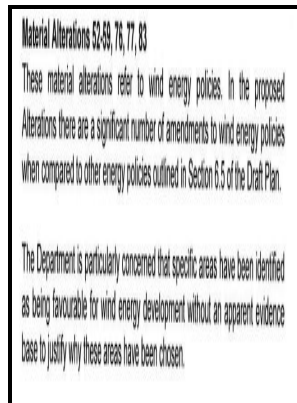 Material Alterations 52-59, 76, 77, 83
These material alterations refer to wind energy policies. In the proposed
Alterations there are a significant number of amendments to wind energy policies
when compared to other energy policies outlined in Section 6.5 of the Draft Plan.
The Department is particularly concerned that specific areas have been identified
as being favourable for wind energy development without an apparent evidence
base to justify why these areas have been chosen.